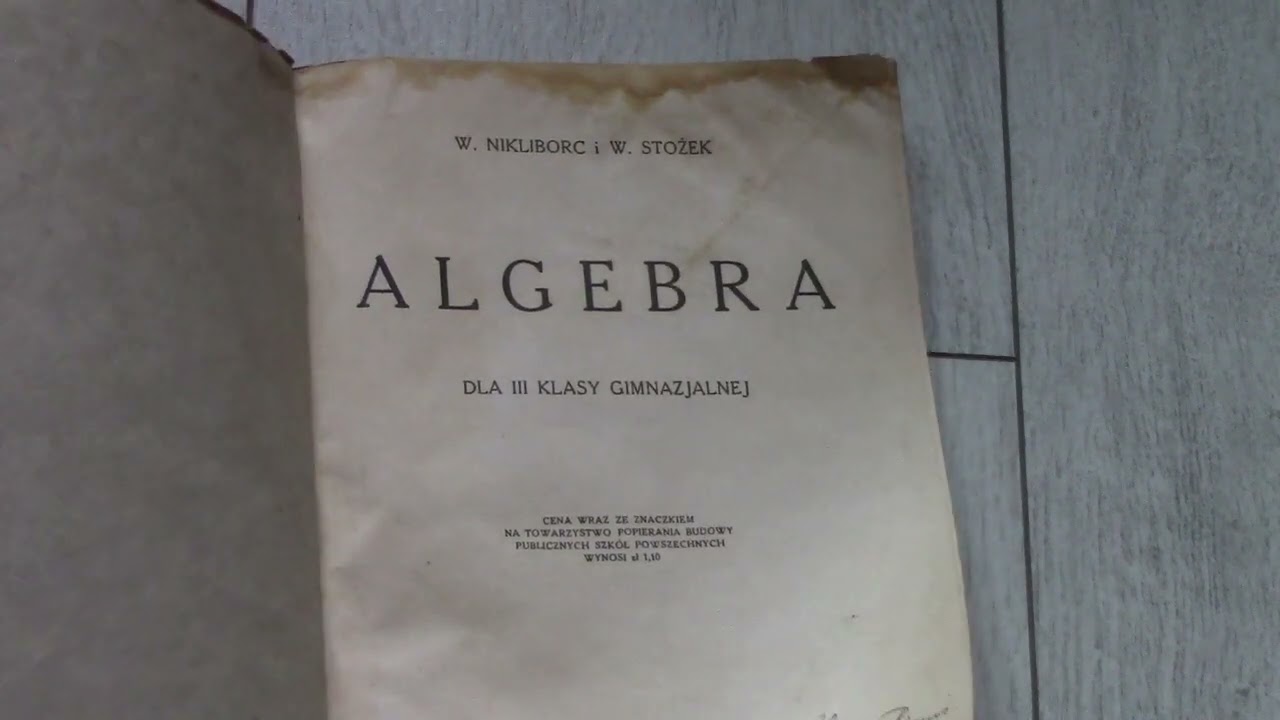 W. NIKLIBORC i W. STOŻEK
ALGEBRA
DLA III KLASY GIMNAZJALNEJ
CENA WRAZ ZE ZNACZKIEM
NA TOWARZYSTWO POPIERANIA BUDOWY
PUBLICZNYCH SZKÓŁ POWSZECHNYCH
WYNOSI zł 1,10